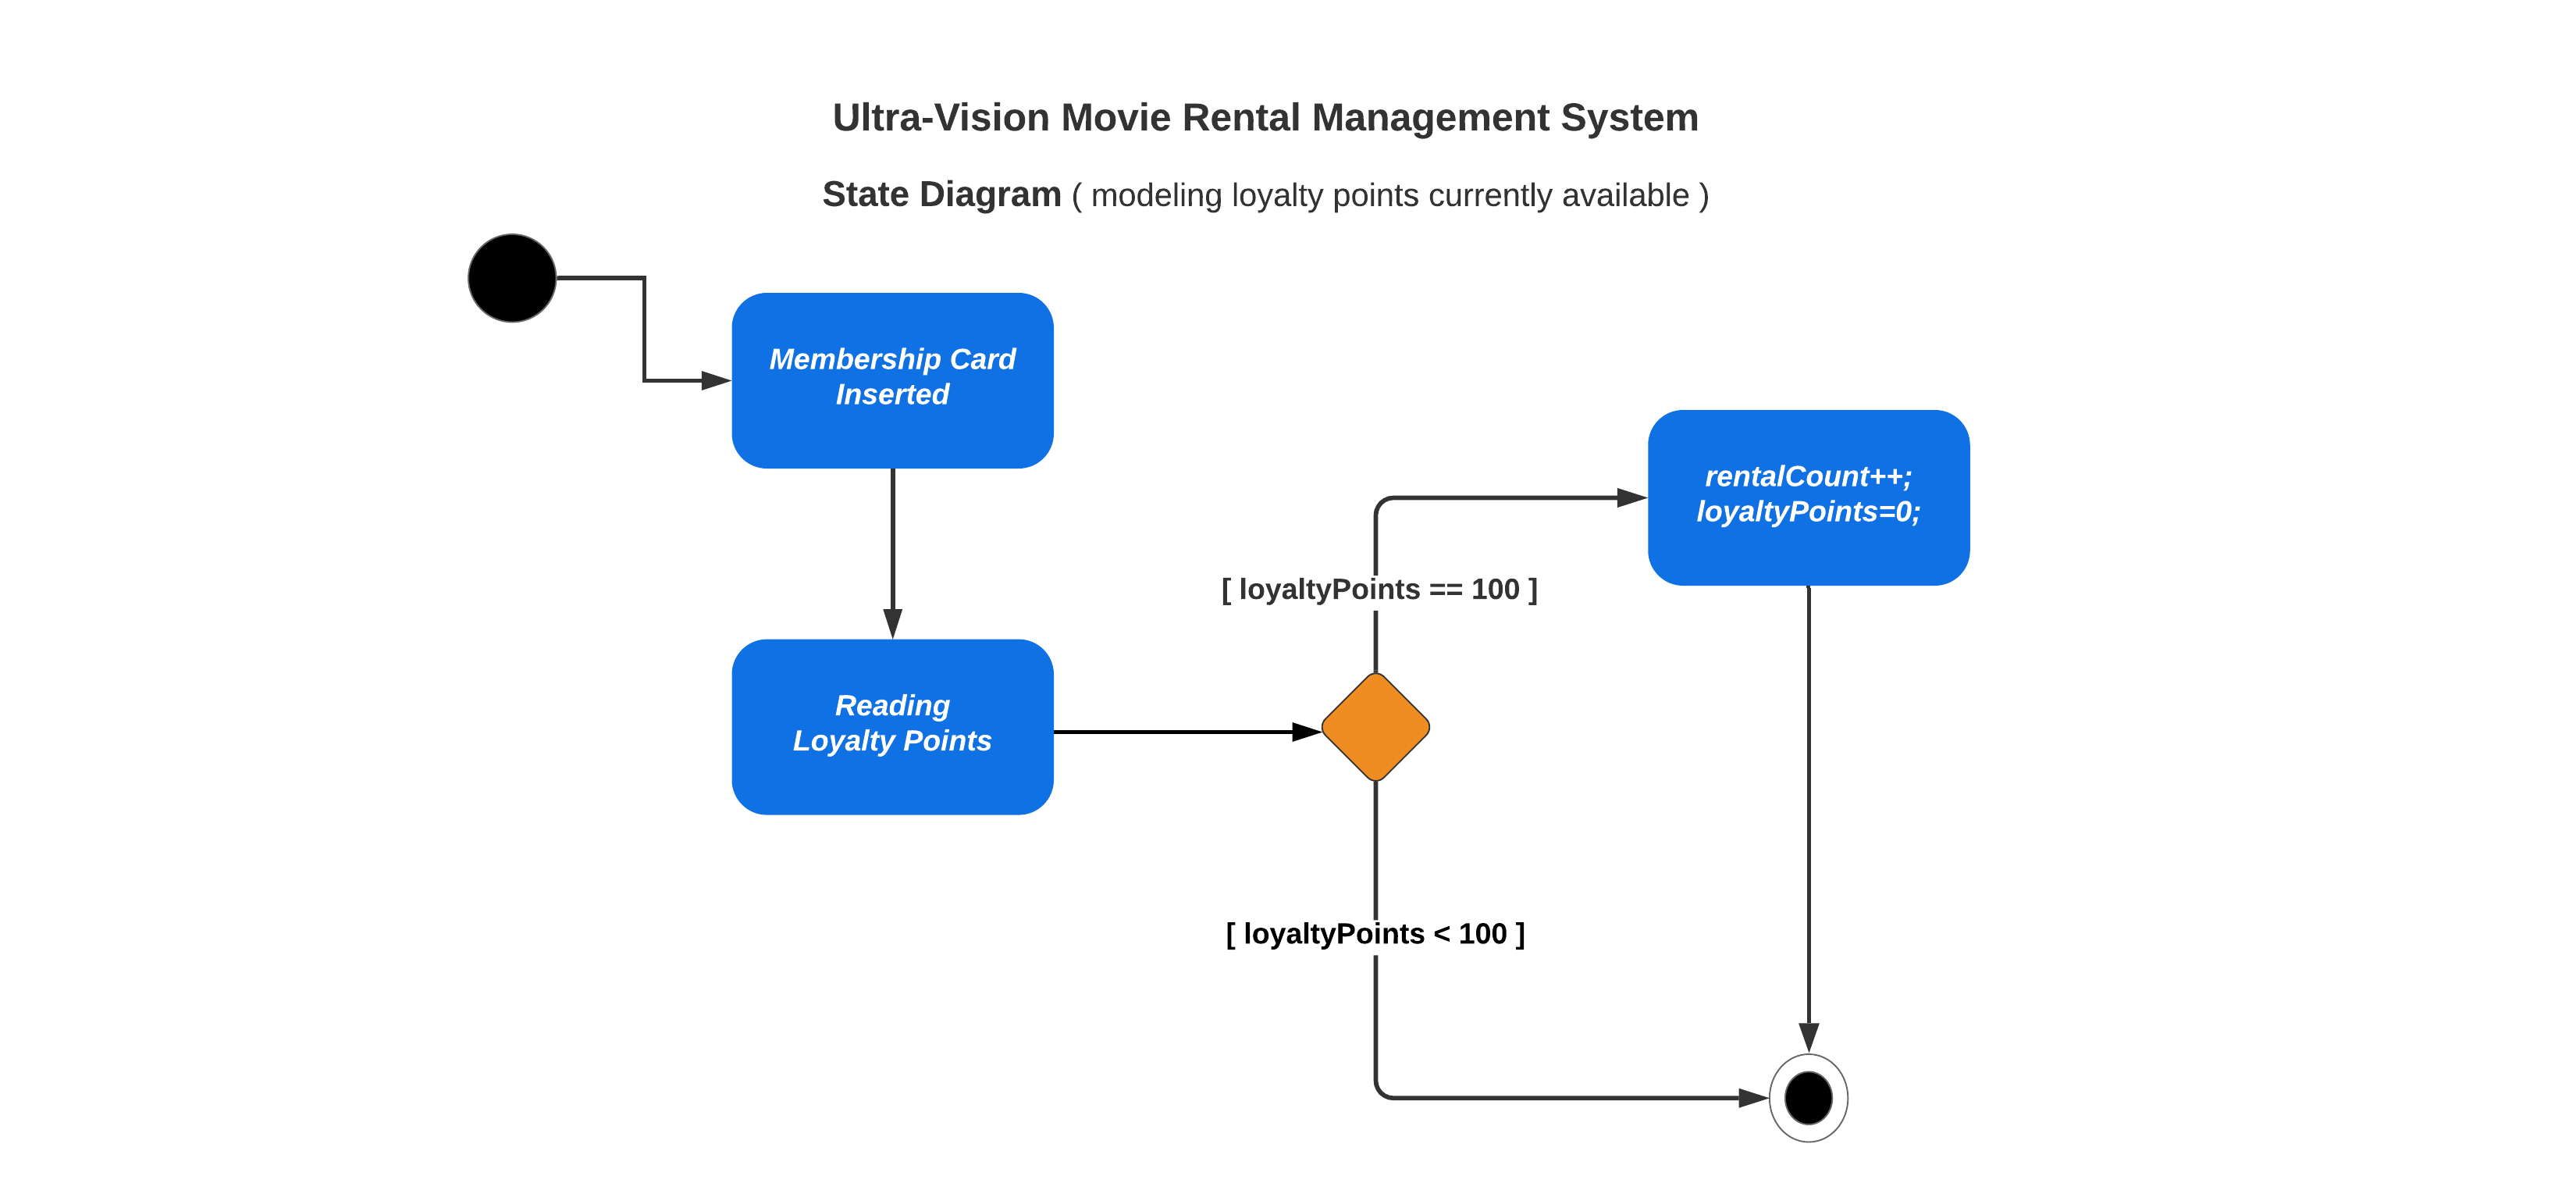 Ultra-Vision Movie Rental Management System
State Diagram ( modeling loyalty points currently available )
Membership Card
Inserted
rentalCount++;
loyaltyPoints=0;
[ loyaltyPoints == 100 ]
Reading
Loyalty Points
[ loyaltyPoints < 100 ]